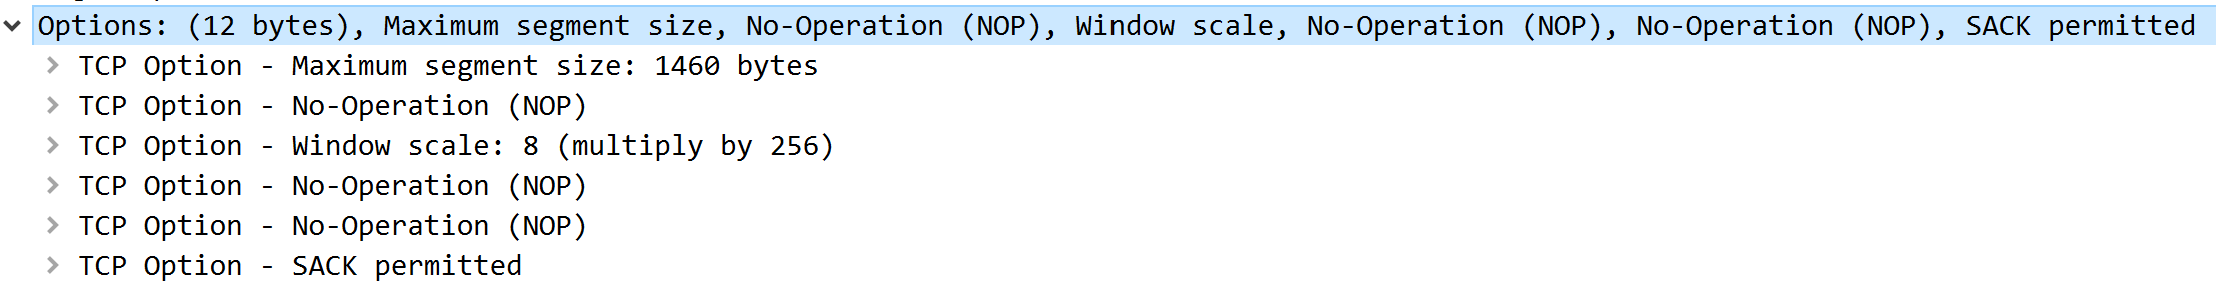 Options: (12 bytes), Maximum segment size, No-Operation (NOP), Window scale, No-Operation (NOP), No-Operation (NOP), SACK permitted
TCP Option - Maximum segment size: 1460 bytes
TCP Option - No-Operation (NOP)
TCP Option - Window scale: 8 (multiply by 256)
TCP Option - No-Operation (NOP)
TCP Option - No-Operation (NOP)
TCP Option - SACK permitted